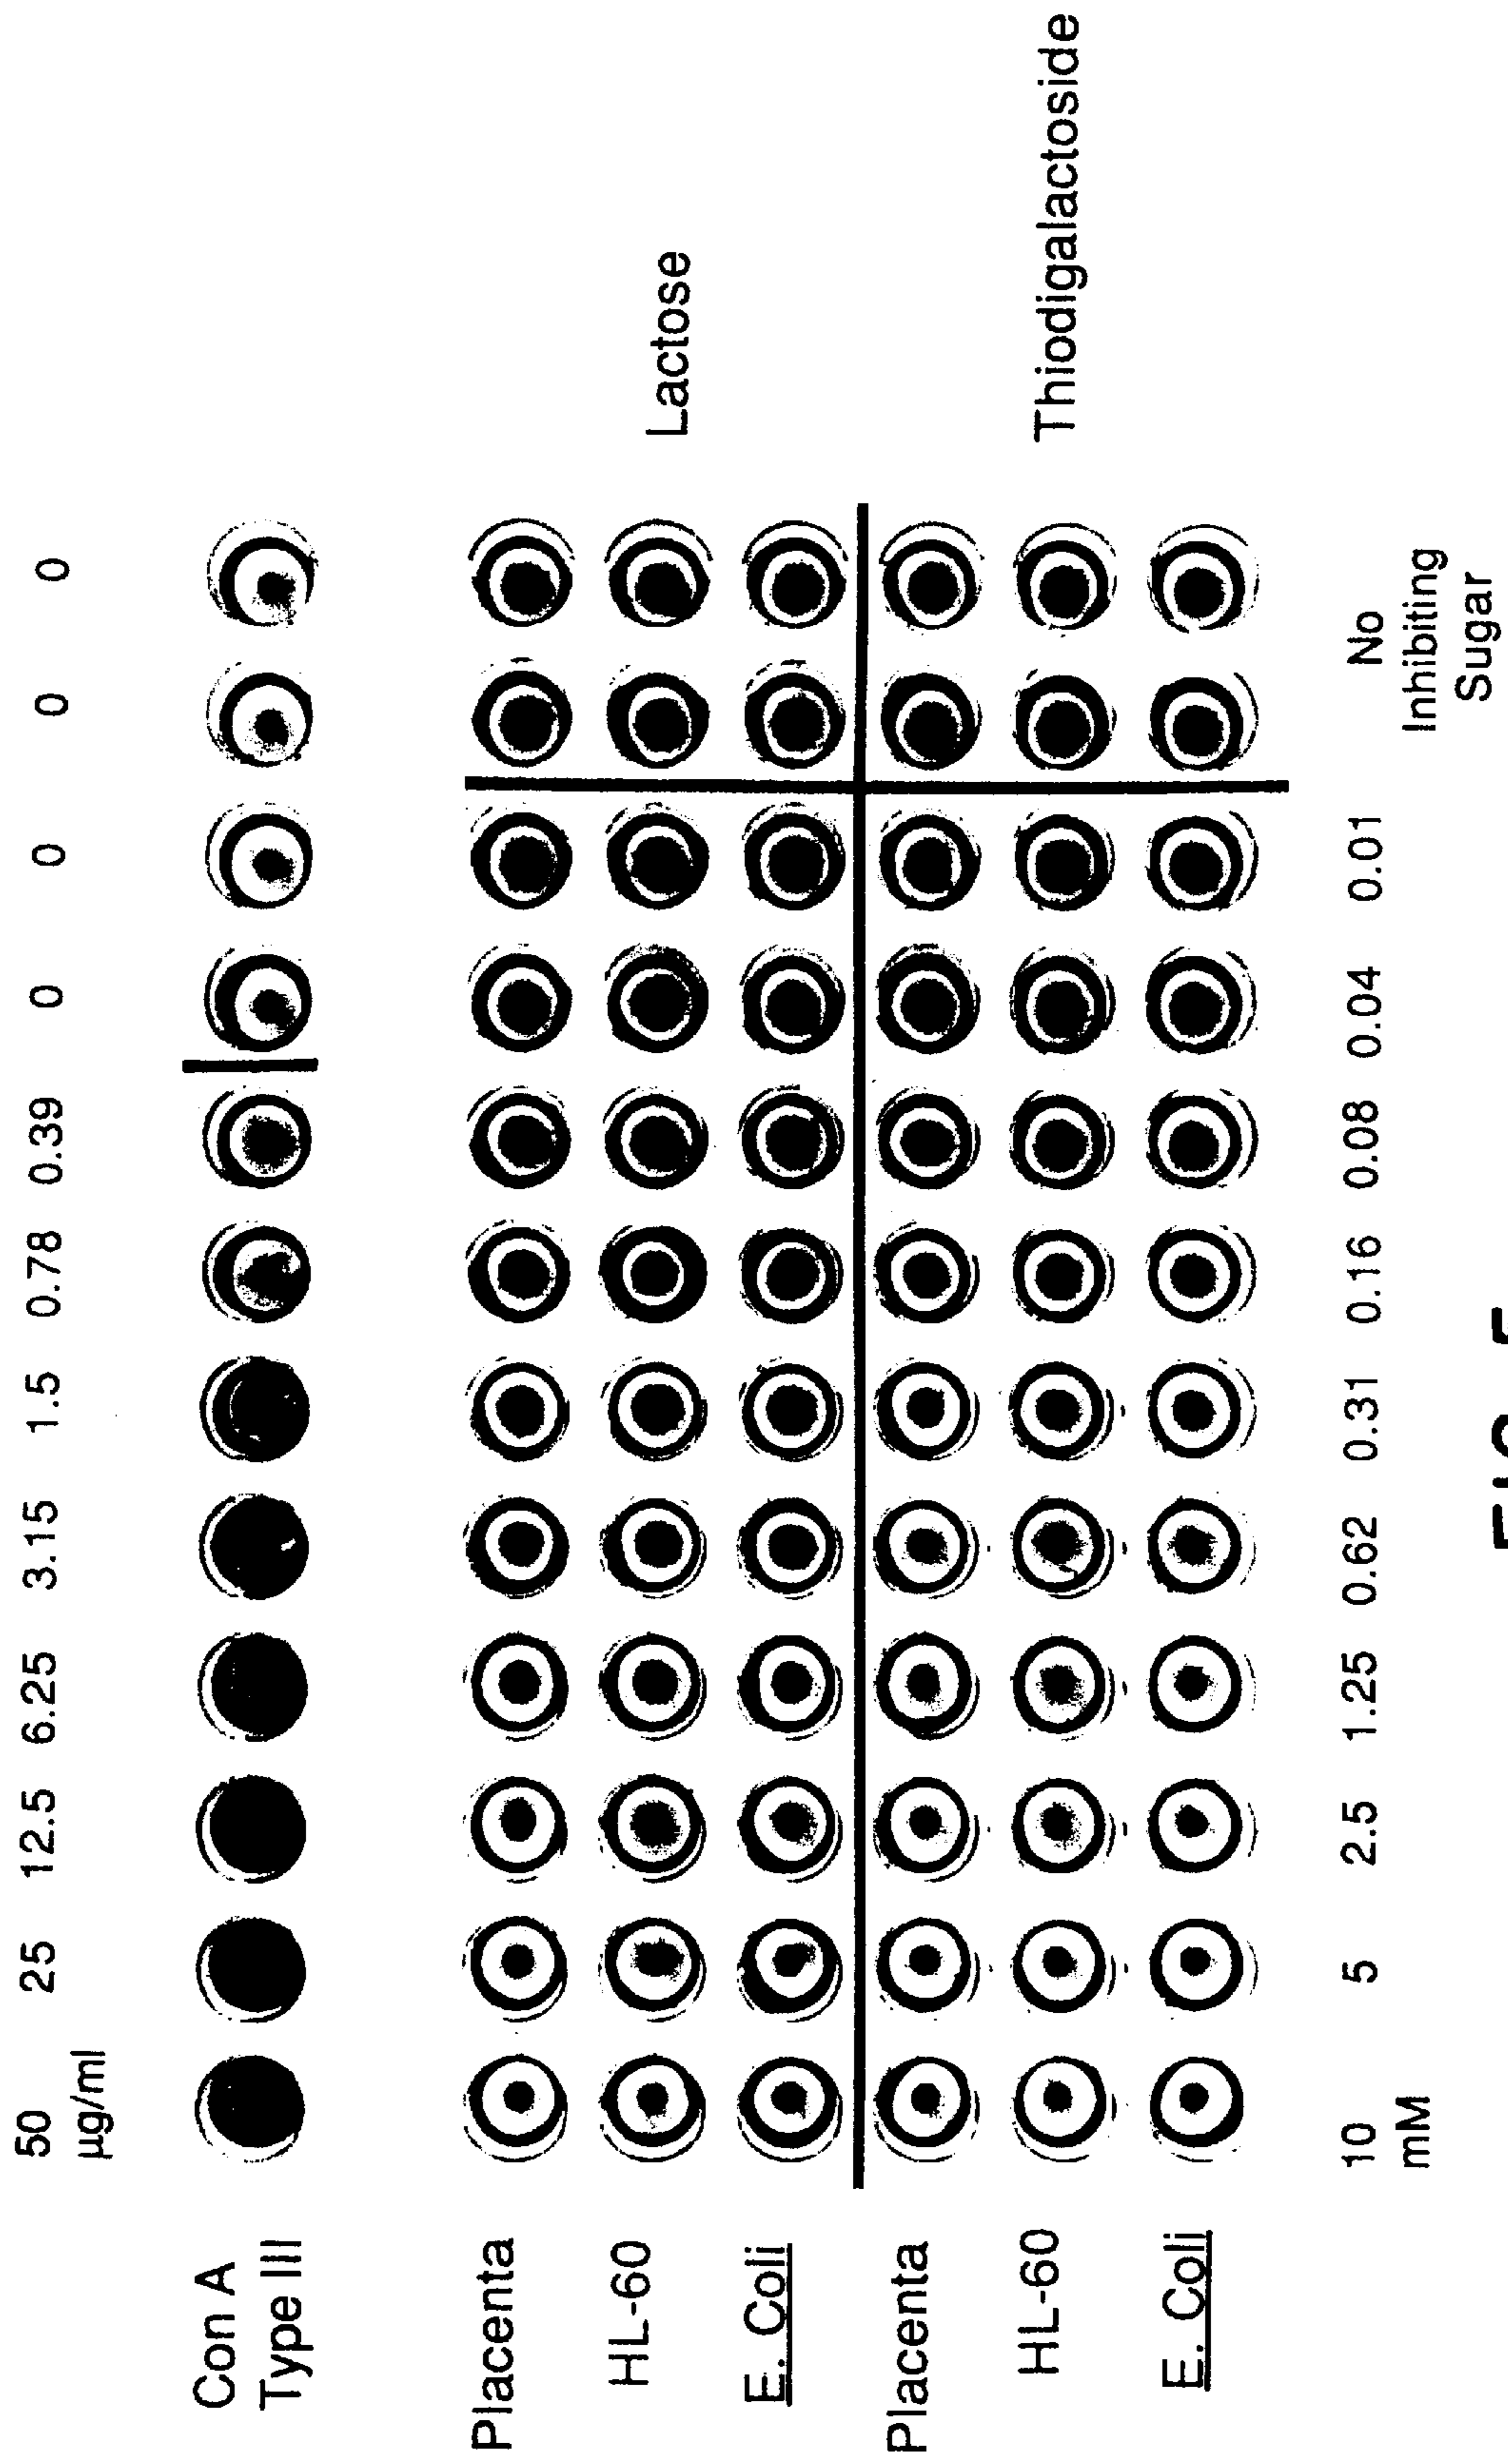 50 25 12.5 6.25 3.15 1.5 0.78 0.39 0 0 0 0
µg/ml
Con A
Type III
Placenta
HL-60
Lactose
E. Coli
Placenta
HL-60
Thiodigalactoside
E. Coli
10 5 2.5 1.25 0.62 0.31 0.16 0.08 0.04 0.01 No
mM Inhibiting
Sugar